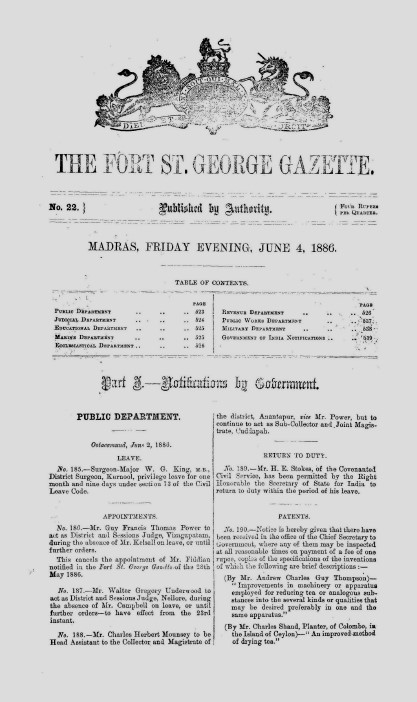 THE FORT ST. GEORGE GAZETTE.
No. 22. }
Published by Authority.
{ FOUR RUPEES
PER QUARTER.
MADRAS, FRIDAY EVENING, JUNE 4, 1886.
TABLE OF CONTENTS.
PAGE
PUBLIC DEPARTMENT .. .. .. 523
JUDICIAL DEPARTMENT .. .. .. 524
EDUCATIONAL DEPARTMENT .. .. .. 525
MARINE DEPARTMENT .. .. .. 525
ECCLESIASTICAL DEPARTMENT .. .. ..
PAGE
REVENUE DEPARTMENT .. .. .. 526
PUBLIC WORKS DEPARTMENT .. .. 527
MILITARY DEPARTMENT .. .. .. 528
GOVERNMENT OF INDIA NOTIFICATIONS .. ..
Part I.—Notifications by Government.
PUBLIC DEPARTMENT.
Ootacamund, June 2, 1886.
LEAVE.
No. 185.—Surgeon-Major W. G. King, M.B.,
District Surgeon, Kurnool, privilege leave for one
month and nine days under section 73 of the Civil
Leave Code.
APPOINTMENTS.
No. 186.—Mr. Guy Francis Thomas Power to
act as District and Sessions Judge, Vizagapatam,
during the absence of Mr. Kelsall on leave, or until
further orders.
This cancels the appointment of Mr. Fiddian
notified in the Fort St. George Gazette of the 18th
May 1886.
No. 187.—Mr. Walter Gregory Underwood to
act as District and Sessions Judge, Nellore, during
the absence of Mr. Campbell on leave, or until
further orders—to have effect from the 23rd
instant.
No. 188.—Mr. Charles Herbert Mounsey to be
Head Assistant to the Collector and Magistrate of
the district, Anantapur, vice Mr. Power, but to
continue to act as Sub-Collector and Joint Magis-
trate, Cuddapah.
RETURN TO DUTY.
No. 189.—Mr. H. E. Stokes, of the Covenanted
Civil Service, has been permitted by the Right
Honorable the Secretary of State for India to
return to duty within the period of his leave.
PATENTS.
No. 190.—Notice is hereby given that there have
been received in the office of the Chief Secretary to
Government, where any of them may be inspected
at all reasonable times on payment of a fee of one
rupee, copies of the specifications of the inventions
of which the following are brief descriptions:—
(By Mr. Andrew Charles Guy Thompson)—
"Improvements in machinery or apparatus
employed for reducing tea or analogous sub-
stances into the several kinds or qualities that
may be desired preferably in one and the
same apparatus."
(By Mr. Charles Shand, Planter, of Colombo, in
the Island of Ceylon)—"An improved method
of drying tea."